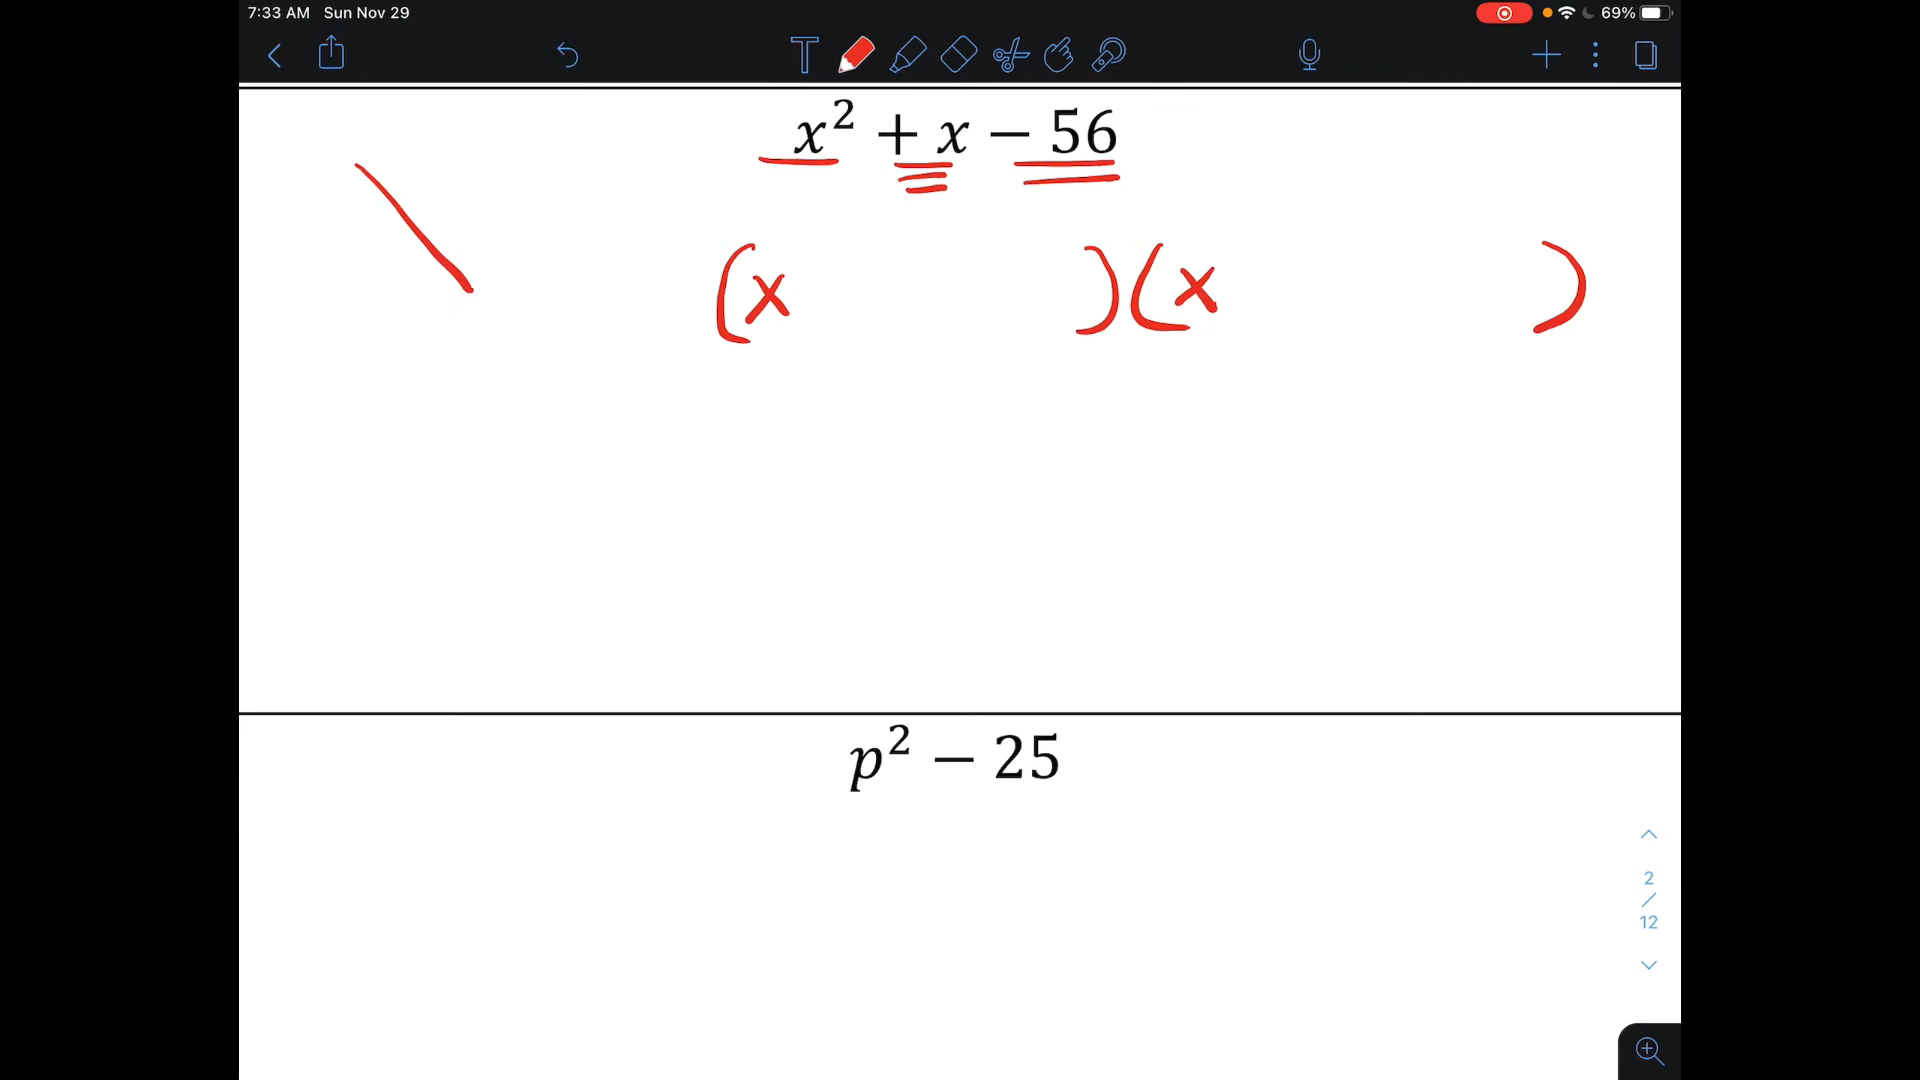 7:33 AM Sun Nov 29
69%
T
x² + x − 56
(x )(x )
p² − 25
2
/
12